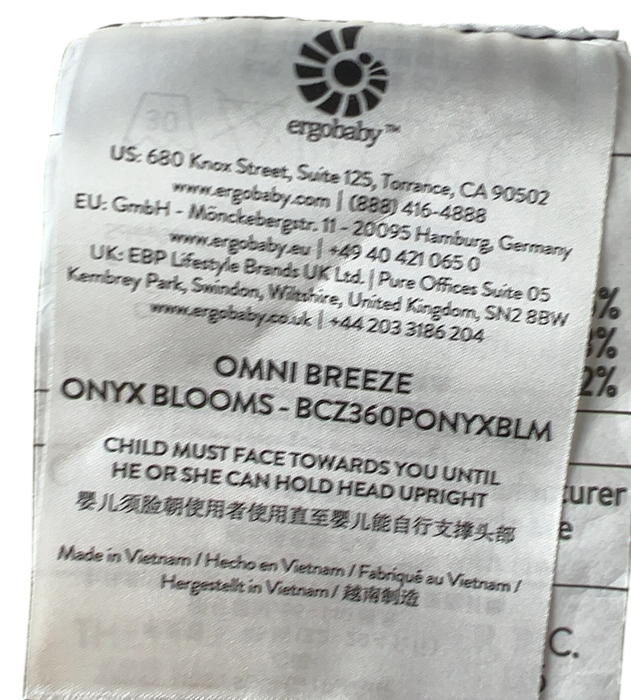 30
ergobaby™
US: 680 Knox Street, Suite 125, Torrance, CA 90502
www.ergobaby.com | (888) 416-4888
EU: GmbH - Mönckebergstr. 11 - 20095 Hamburg, Germany
www.ergobaby.eu | +49 40 421 065 0
UK: EBP Lifestyle Brands UK Ltd. | Pure Offices Suite 05
Kembrey Park, Swindon, Wiltshire, United Kingdom, SN2 8BW
www.ergobaby.co.uk | +44 203 3186 204
OMNI BREEZE
ONYX BLOOMS - BCZ360PONYXBLM
CHILD MUST FACE TOWARDS YOU UNTIL
HE OR SHE CAN HOLD HEAD UPRIGHT
婴儿须脸朝使用者使用直至婴儿能自行支撑头部
Made in Vietnam / Hecho en Vietnam / Fabriqué au Vietnam /
Hergestellt in Vietnam / 越南制造
%
%
2%
turer
e
C.